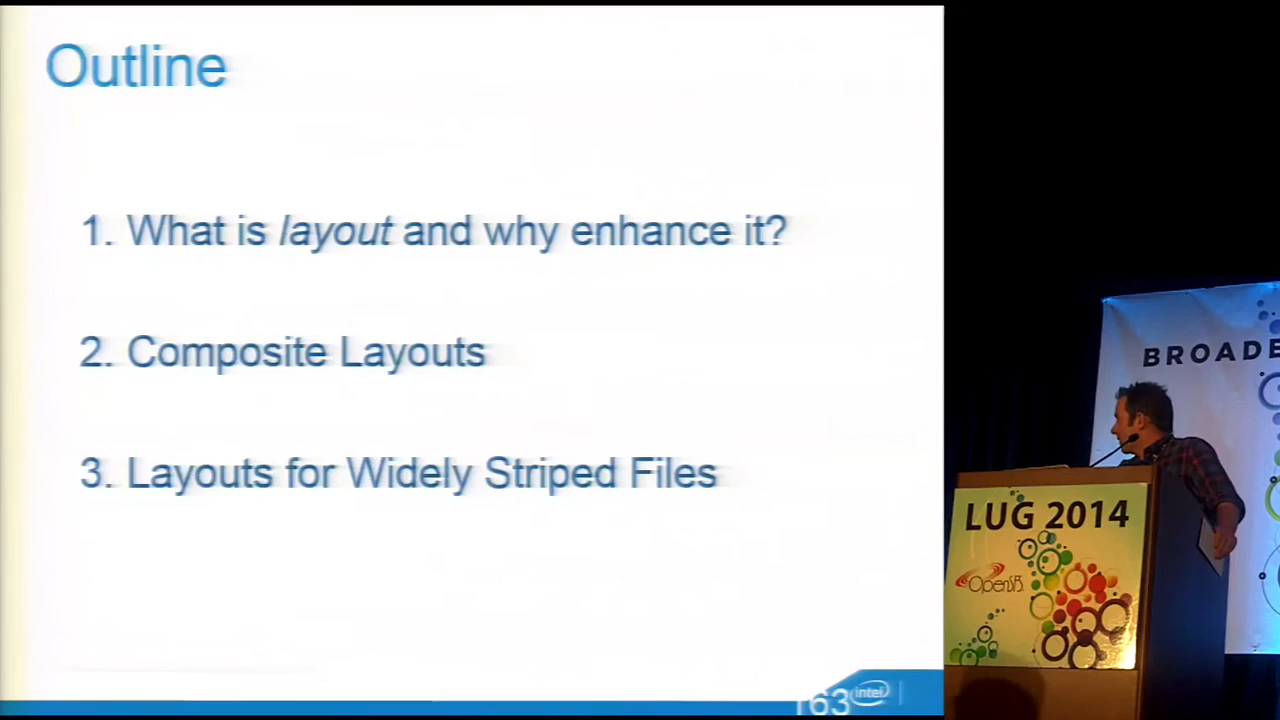 Outline
1. What is layout and why enhance it?
2. Composite Layouts
3. Layouts for Widely Striped Files
63
intel
BROADE
LUG 2014
OpenSFS